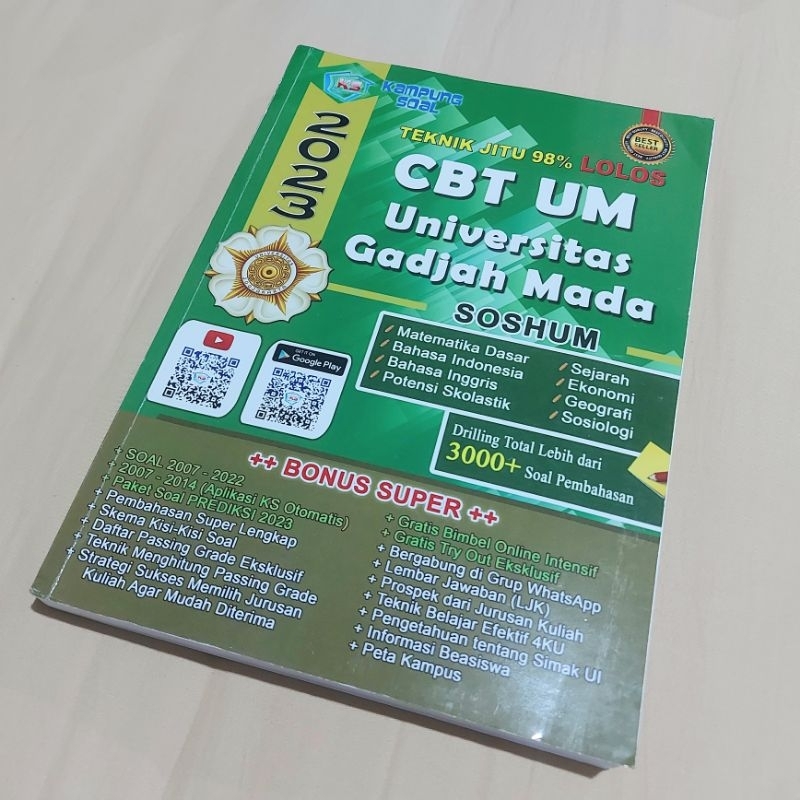 KS
KAMPUNG
SOAL
2023
BEST
SELLER
TEKNIK JITU 98% LOLOS
CBT UM
Universitas
Gadjah Mada
SOSHUM
Matematika Dasar
Bahasa Indonesia
Bahasa Inggris
Potensi Skolastik
Sejarah
Ekonomi
Geografi
Sosiologi
GET IT ON
Google Play
Drilling Total Lebih dari
3000+ Soal Pembahasan
++ BONUS SUPER ++
+ SOAL 2007 - 2022
+ 2007 - 2014 (Aplikasi KS Otomatis)
+ Paket Soal PREDIKSI 2023
+ Pembahasan Super Lengkap
+ Skema Kisi-Kisi Soal
+ Daftar Passing Grade Eksklusif
+ Teknik Menghitung Passing Grade
+ Strategi Sukses Memilih Jurusan
Kuliah Agar Mudah Diterima
+ Gratis Bimbel Online Intensif
+ Gratis Try Out Eksklusif
+ Bergabung di Grup WhatsApp
+ Lembar Jawaban (LJK)
+ Prospek dari Jurusan Kuliah
+ Teknik Belajar Efektif 4KU
+ Pengetahuan tentang Simak UI
+ Informasi Beasiswa
+ Peta Kampus